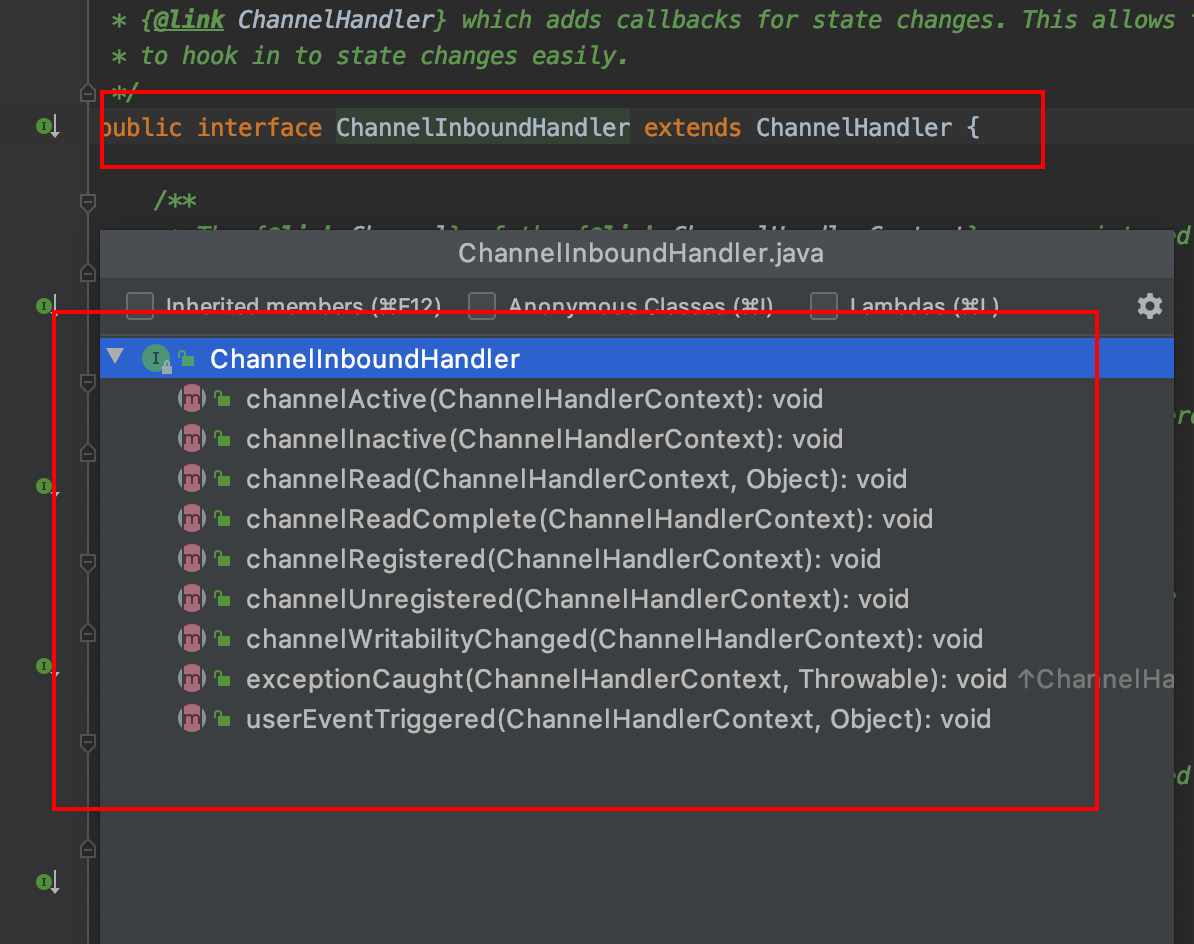 * {@link ChannelHandler} which adds callbacks for state changes. This allows
* to hook in to state changes easily.
*/
public interface ChannelInboundHandler extends ChannelHandler {
/**
ChannelInboundHandler.java
Inherited members (⌘F12) Anonymous Classes (⌘I) Lambdas (⌘L)
ChannelInboundHandler
channelActive(ChannelHandlerContext): void
channelInactive(ChannelHandlerContext): void
channelRead(ChannelHandlerContext, Object): void
channelReadComplete(ChannelHandlerContext): void
channelRegistered(ChannelHandlerContext): void
channelUnregistered(ChannelHandlerContext): void
channelWritabilityChanged(ChannelHandlerContext): void
exceptionCaught(ChannelHandlerContext, Throwable): void ↑ChannelHa
userEventTriggered(ChannelHandlerContext, Object): void